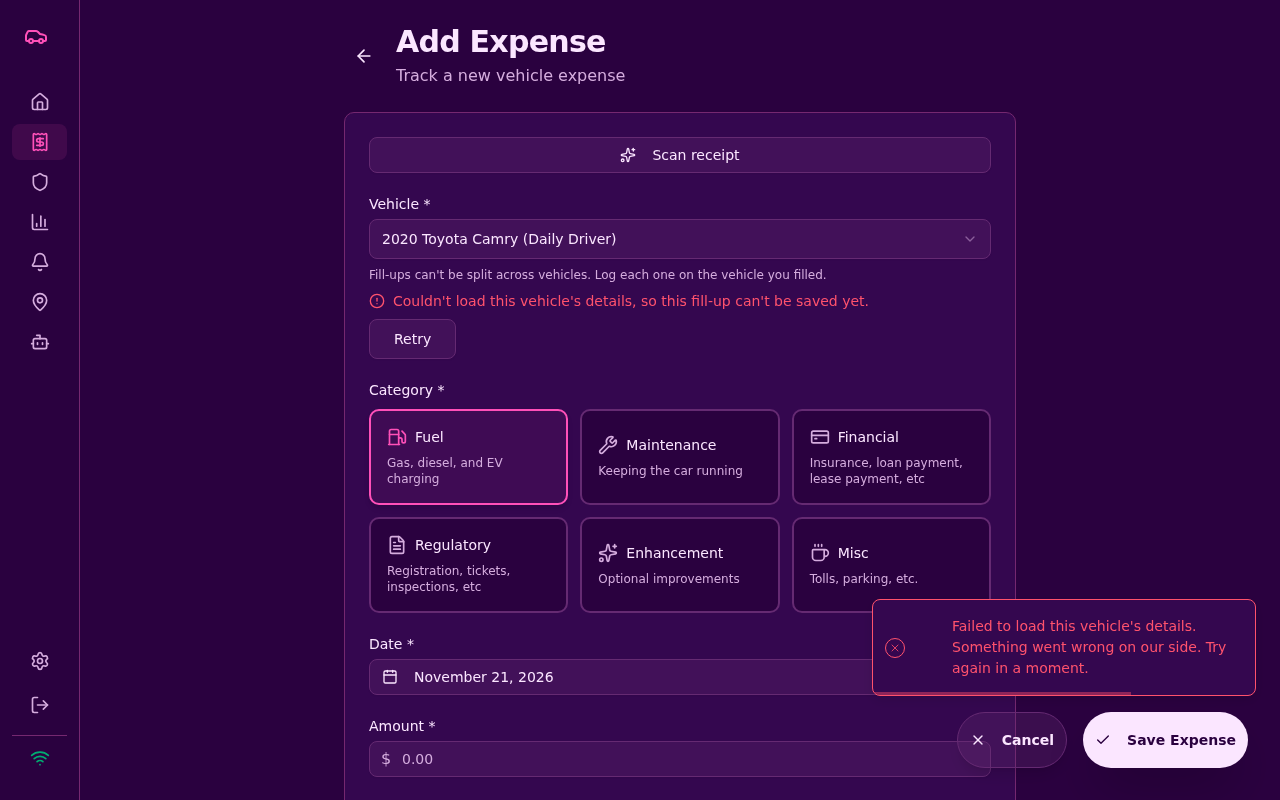 Add Expense
Track a new vehicle expense
Scan receipt
Vehicle *
2020 Toyota Camry (Daily Driver)
Fill-ups can't be split across vehicles. Log each one on the vehicle you filled.
Couldn't load this vehicle's details, so this fill-up can't be saved yet.
Retry
Category *
Fuel
Gas, diesel, and EV
charging
Maintenance
Keeping the car running
Financial
Insurance, loan payment,
lease payment, etc
Regulatory
Registration, tickets,
inspections, etc
Enhancement
Optional improvements
Misc
Tolls, parking, etc.
Failed to load this vehicle's details.
Something went wrong on our side. Try
again in a moment.
Date *
November 21, 2026
Amount *
$ 0.00
Cancel
Save Expense